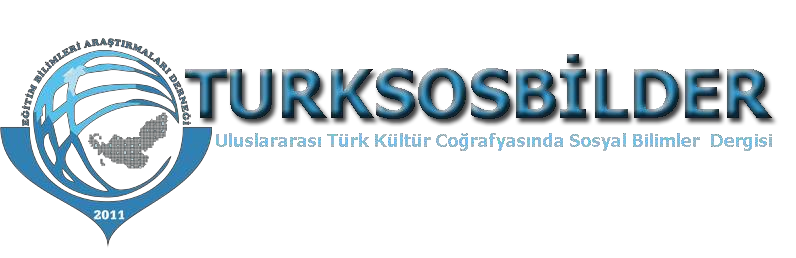 EĞİTİM BİLİMLERİ ARAŞTIRMALARI DERNEĞİ
2011
TURKSOSBİLDER
Uluslararası Türk Kültür Coğrafyasında Sosyal Bilimler Dergisi